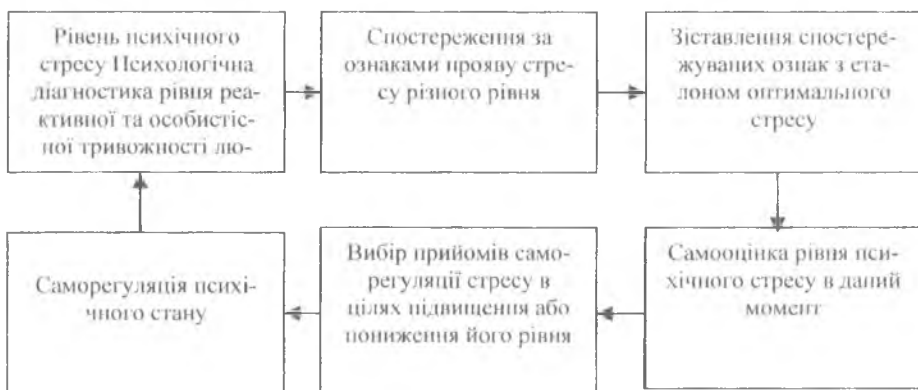 Рівень психічного
стресу Психологічна
діагностика рівня реа-
ктивної та особистіс-
ної тривожності лю-
Спостереження за
ознаками прояву стре-
су різного рівня
Зіставлення спостере-
жуваних ознак з ета-
лоном оптимального
стресу
Самооцінка рівня пси-
хічного стресу в даний
момент
Вибір прийомів само-
регуляції стресу в
цілях підвищення або
пониження його рівня
Саморегуляція психі-
чного стану